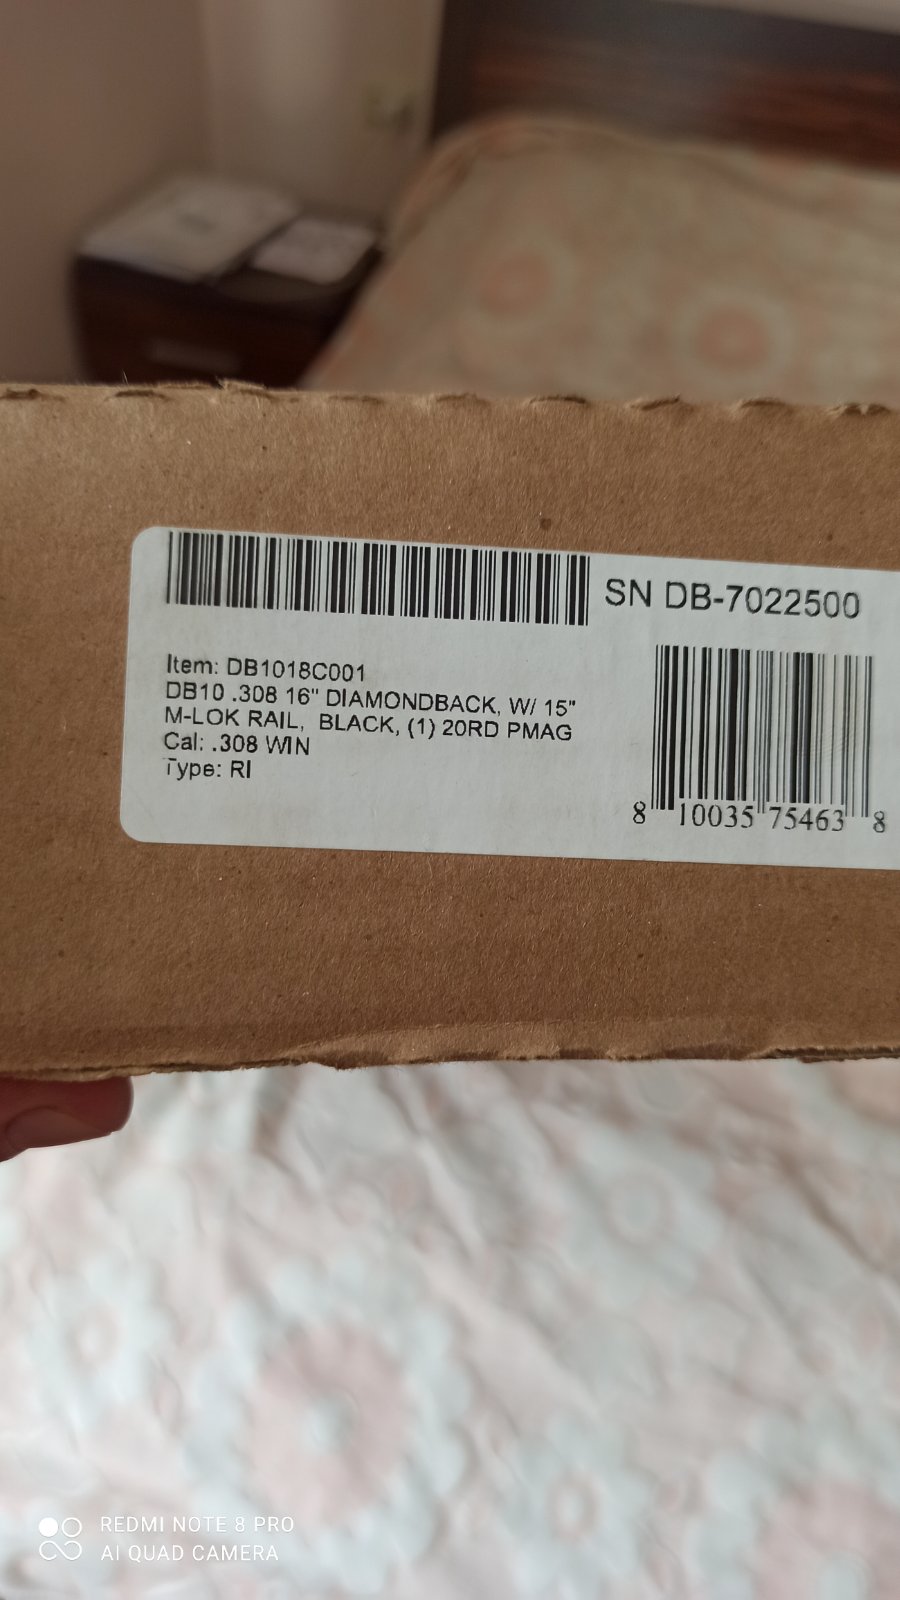 SN DB-7022500
Item: DB1018C001
DB10 .308 16" DIAMONDBACK, W/ 15"
M-LOK RAIL, BLACK, (1) 20RD PMAG
Cal: .308 WIN
Type: RI
8 10035 75463 8
REDMI NOTE 8 PRO
AI QUAD CAMERA